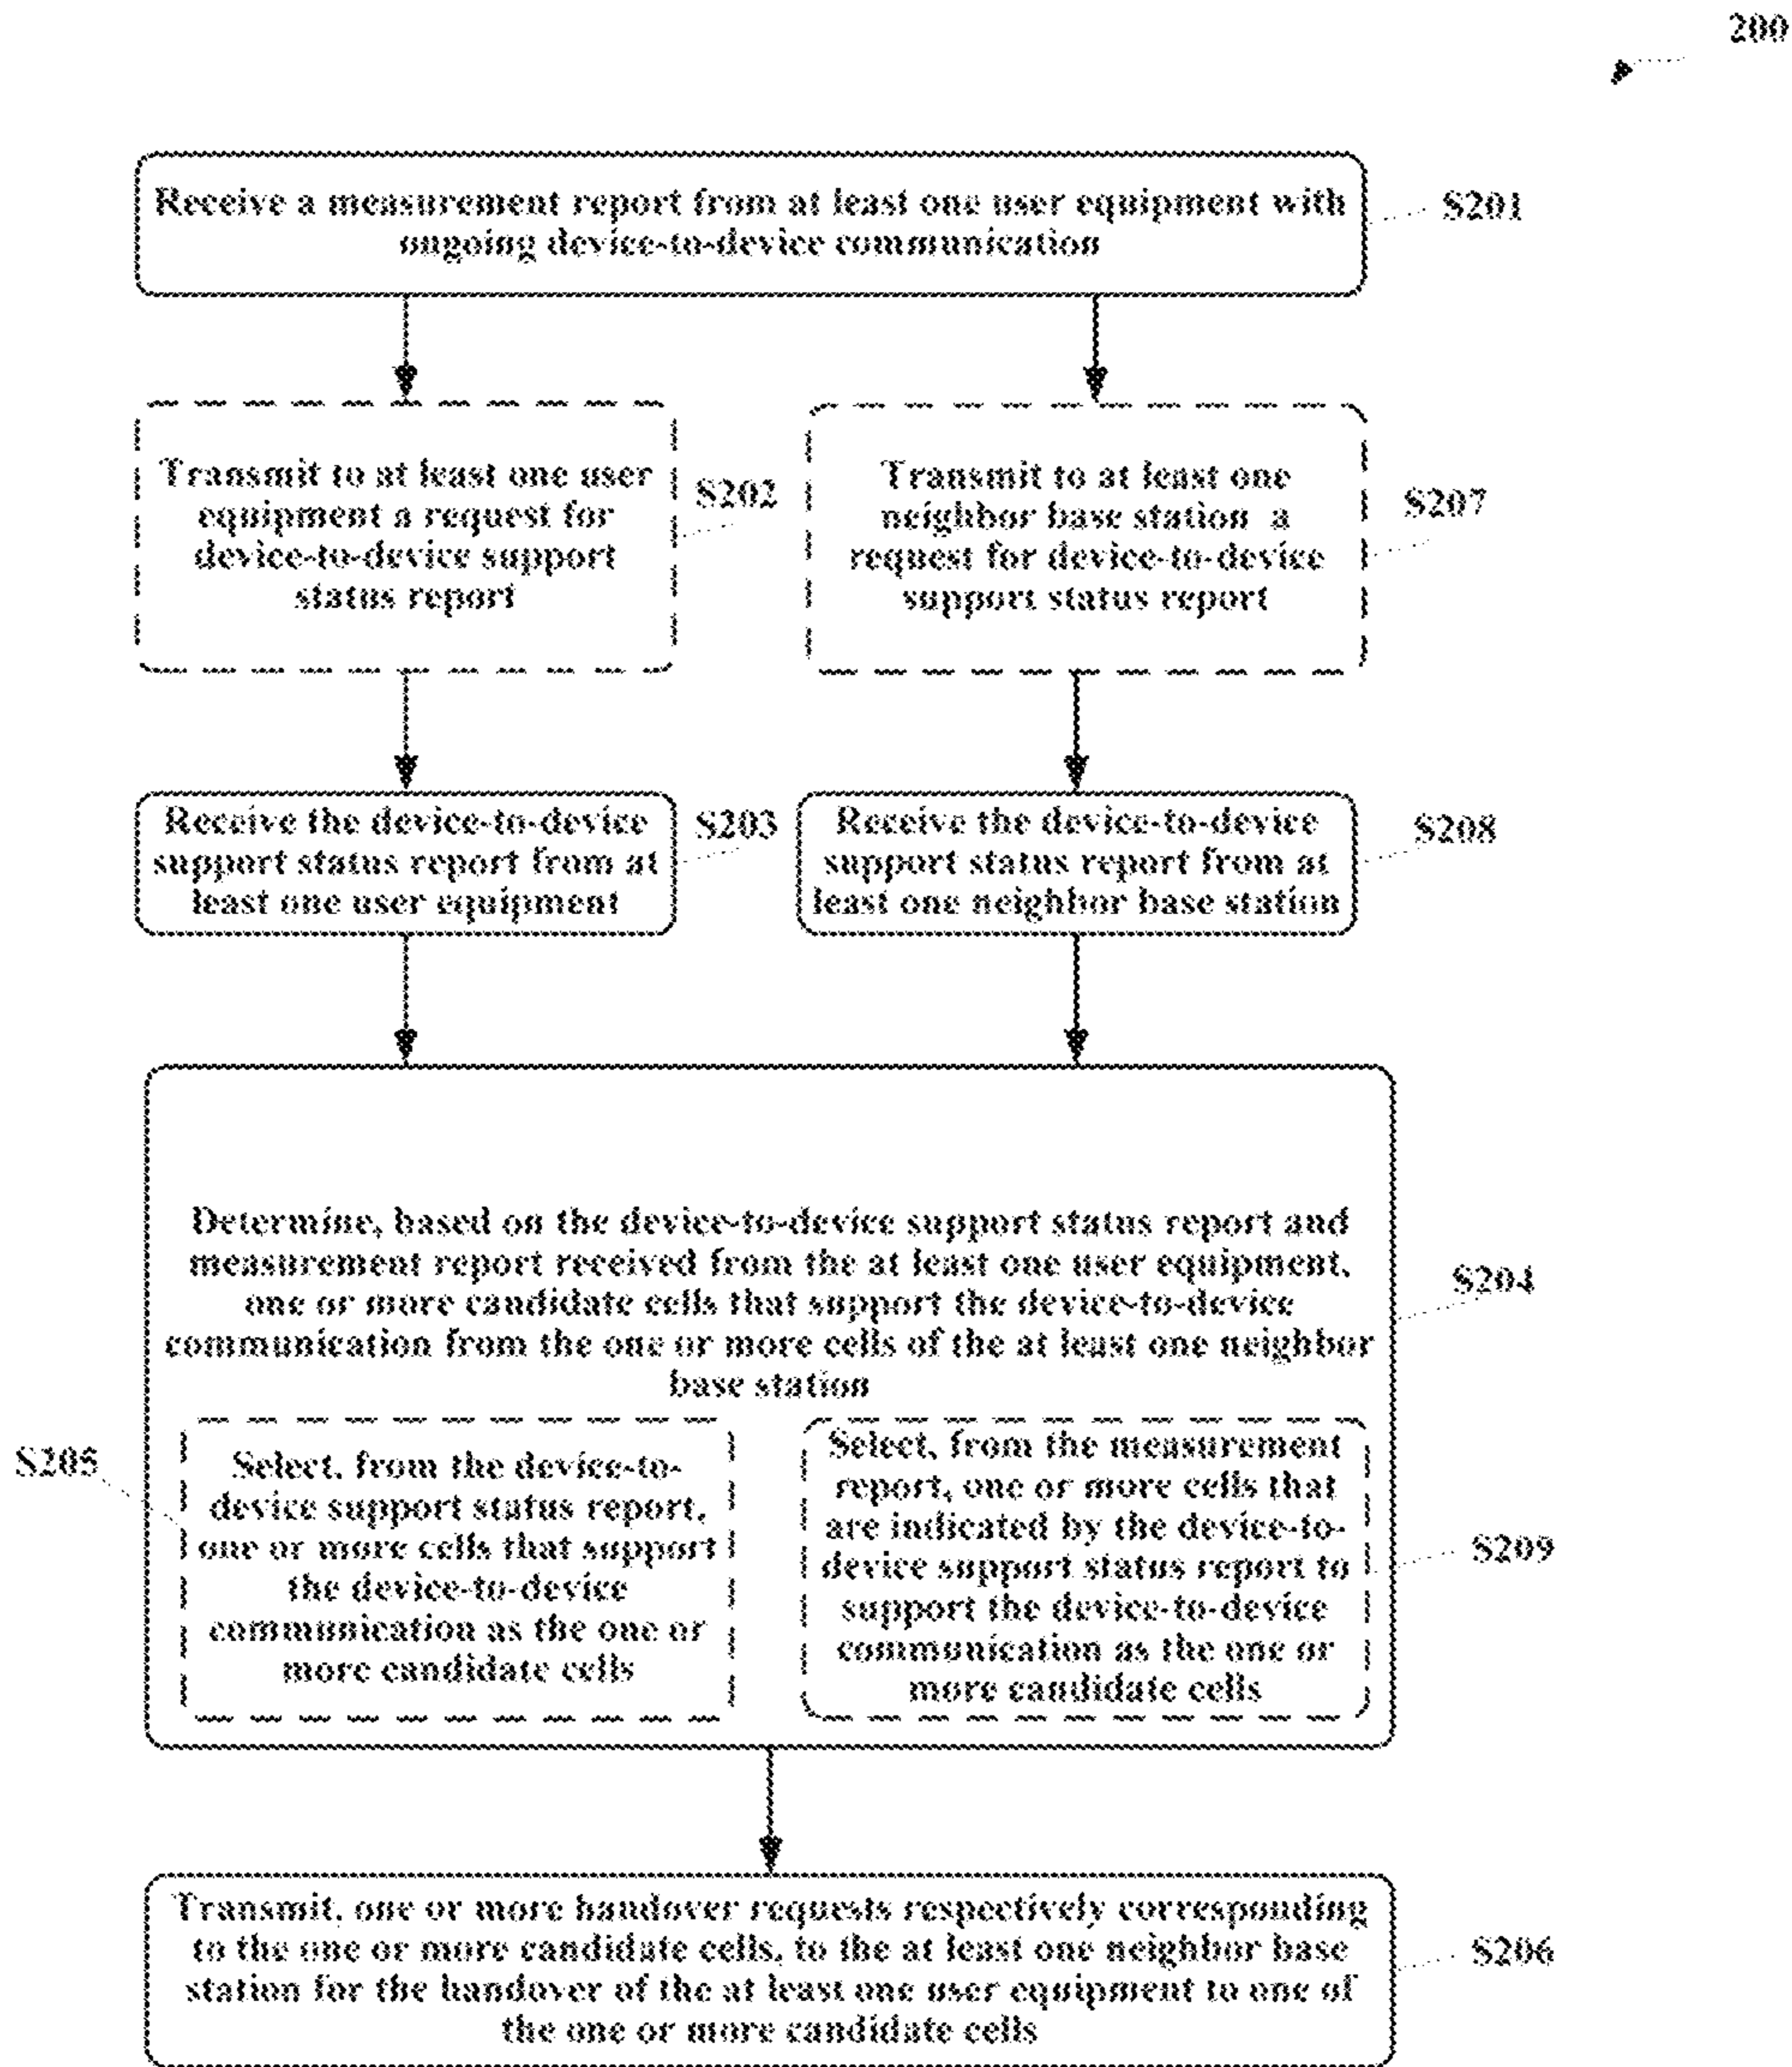 200
Receive a measurement report from at least one user equipment with
ongoing device-to-device communication
S201
Transmit to at least one user
equipment a request for
device-to-device support
status report
S202
Transmit to at least one
neighbor base station a
request for device-to-device
support status report
S207
Receive the device-to-device
support status report from at
least one user equipment
S203
Receive the device-to-device
support status report from at
least one neighbor base station
S208
Determine, based on the device-to-device support status report and
measurement report received from the at least one user equipment,
one or more candidate cells that support the device-to-device
communication from the one or more cells of the at least one neighbor
base station
S204
S205
Select, from the device-to-
device support status report,
one or more cells that support
the device-to-device
communication as the one or
more candidate cells
Select, from the measurement
report, one or more cells that
are indicated by the device-to-
device support status report to
support the device-to-device
communication as the one or
more candidate cells
S209
Transmit, one or more handover requests respectively corresponding
to the one or more candidate cells, to the at least one neighbor base
station for the handover of the at least one user equipment to one of
the one or more candidate cells
S206